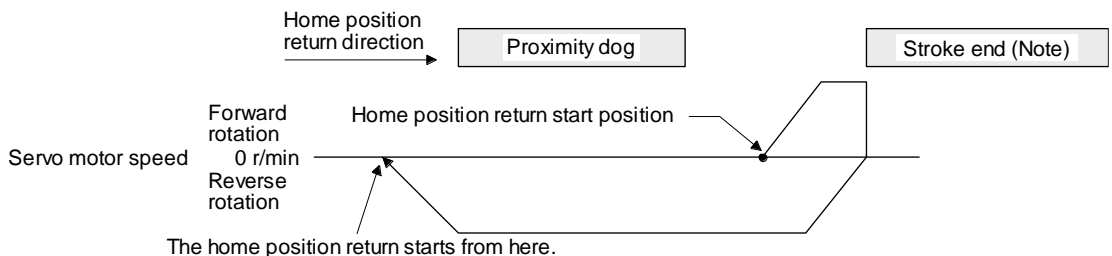 Home position
return direction
Proximity dog
Stroke end (Note)
Forward
rotation
Home position return start position
Servo motor speed
0 r/min
Reverse
rotation
The home position return starts from here.